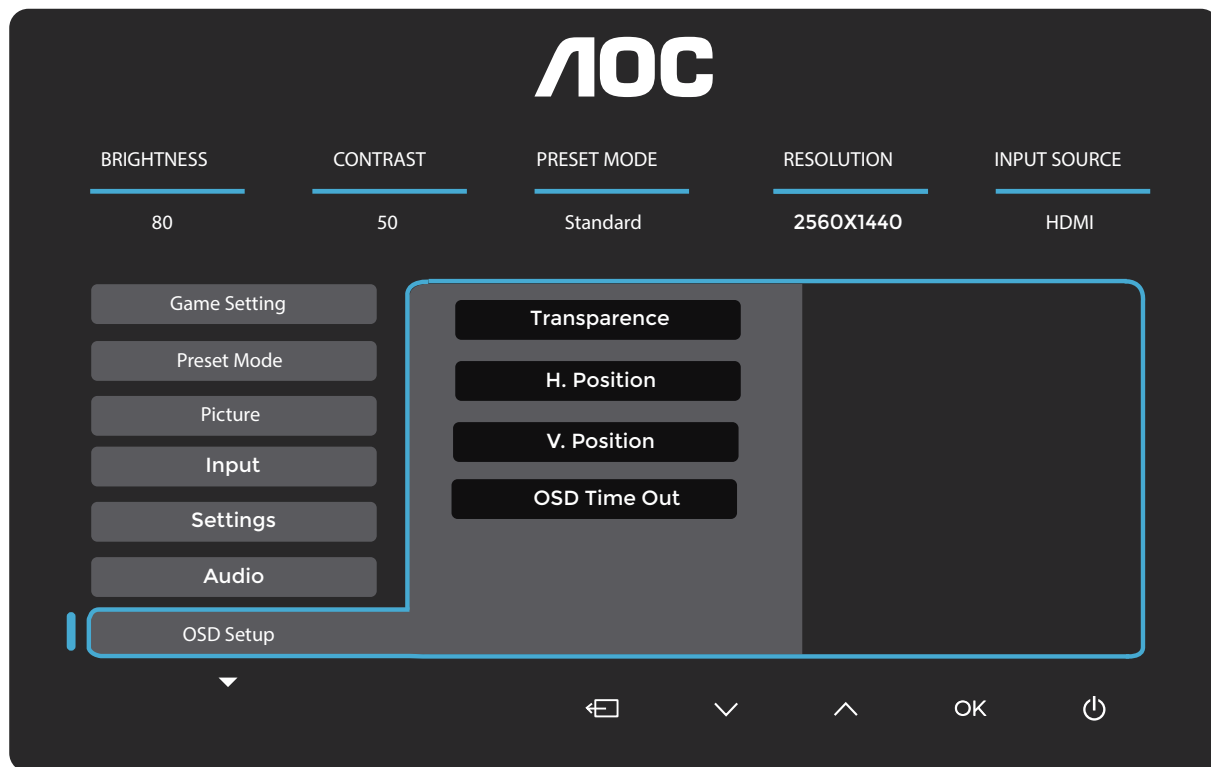 AOC
BRIGHTNESS CONTRAST PRESET MODE RESOLUTION INPUT SOURCE
80 50 Standard 2560X1440 HDMI
Game Setting
Preset Mode
Picture
Input
Settings
Audio
OSD Setup
Transparence
H. Position
V. Position
OSD Time Out
OK